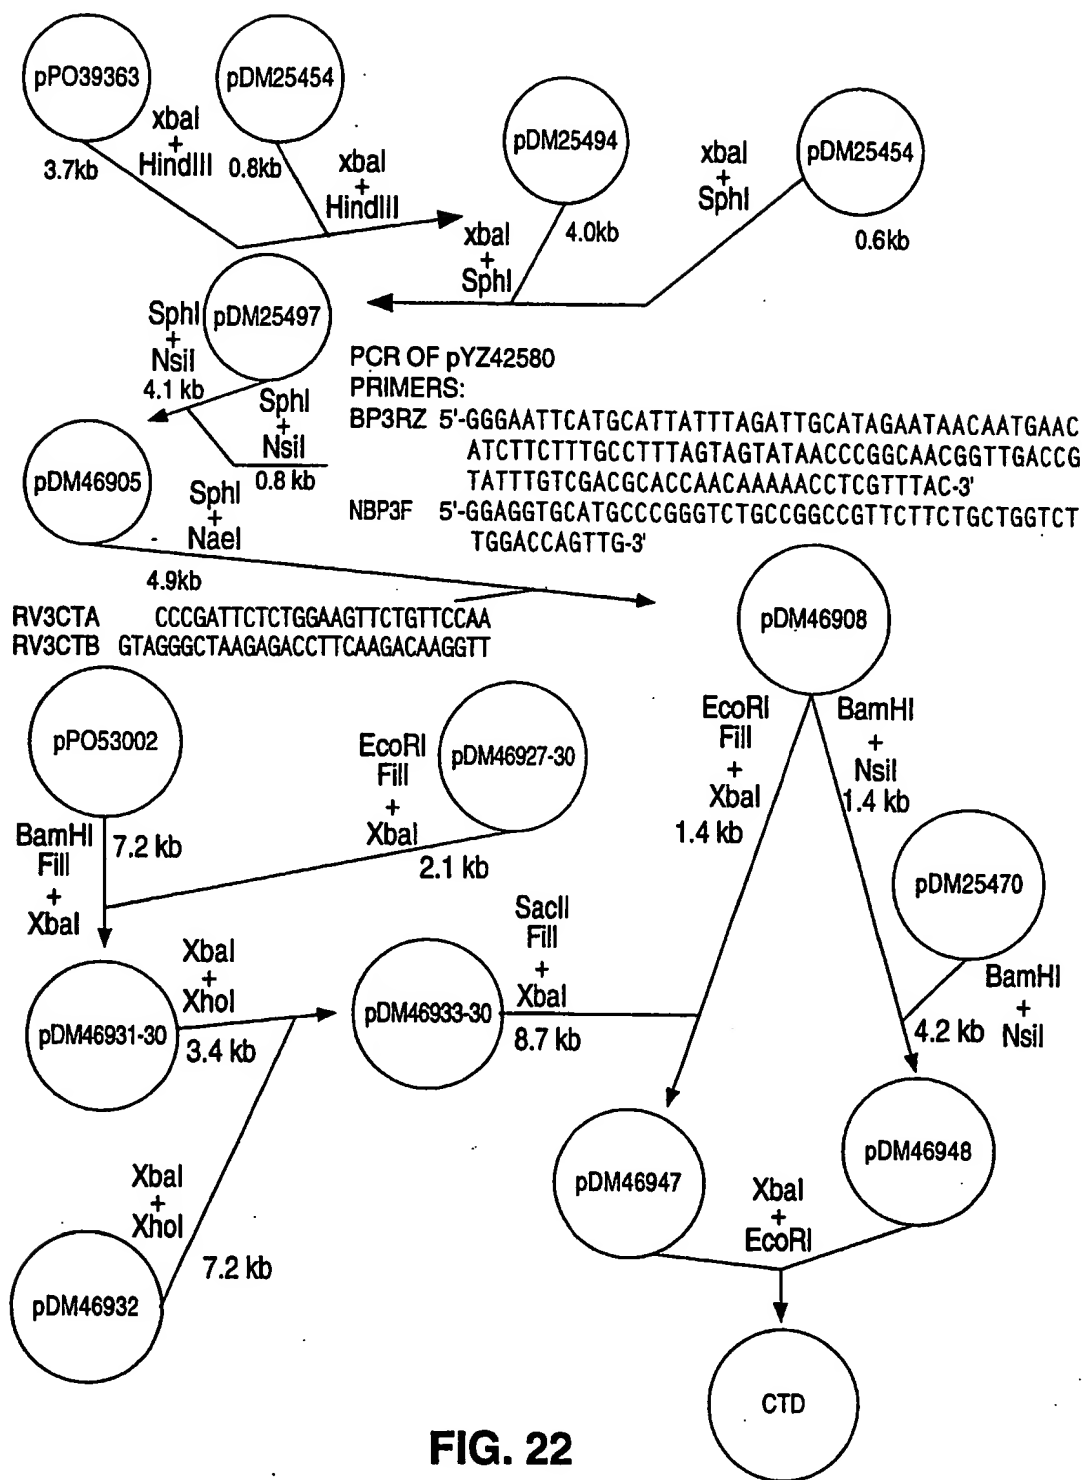 pPO39363
xbaI
+
HindIII
3.7kb
pDM25454
0.8kb
xbaI
+
HindIII
pDM25494
4.0kb
xbaI
+
SphI
xbaI
+
SphI
pDM25454
0.6kb
pDM25497
SphI
+
NsiI
4.1 kb
SphI
+
NsiI
0.8 kb
PCR OF pYZ42580
PRIMERS:
BP3RZ 5'-GGGAATTCATGCATTATTTAGATTGCATAGAATAACAATGAAC
ATCTTCTTTGCCTTTAGTAGTATAACCCGGCAACGGTTGACCG
TATTTGTCGACGCACCAACAAAAACCTCGTTTAC-3'
NBP3F 5'-GGAGGTGCATGCCCGGGTCTGCCGGCCGTTCTTCTGCTGGTCT
TGGACCAGTTG-3'
pDM46905
SphI
+
NaeI
4.9kb
RV3CTA CCCGATTCTCTGGAAGTTCTGTTCCAA
RV3CTB GTAGGGCTAAGAGACCTTCAAGACAAGGTT
pDM46908
pPO53002
EcoRI
Fill
+
XbaI
pDM46927-30
2.1 kb
BamHI
Fill
+
XbaI
7.2 kb
EcoRI
Fill
+
XbaI
1.4 kb
BamHI
+
NsiI
1.4 kb
pDM25470
BamHI
+
NsiI
4.2 kb
pDM46931-30
XbaI
+
XhoI
3.4 kb
pDM46933-30
SacII
Fill
+
XbaI
8.7 kb
XbaI
+
XhoI
7.2 kb
pDM46932
pDM46947
XbaI
+
EcoRI
pDM46948
CTD
FIG. 22